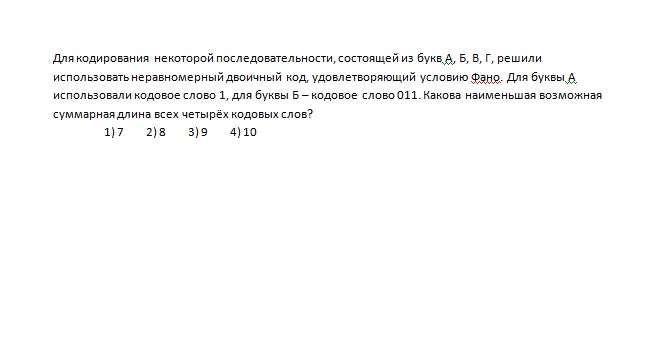 Для кодирования некоторой последовательности, состоящей из букв А, Б, В, Г, решили
использовать неравномерный двоичный код, удовлетворяющий условию Фано. Для буквы А
использовали кодовое слово 1, для буквы Б – кодовое слово 011. Какова наименьшая возможная
суммарная длина всех четырёх кодовых слов?
1) 7 2) 8 3) 9 4) 10